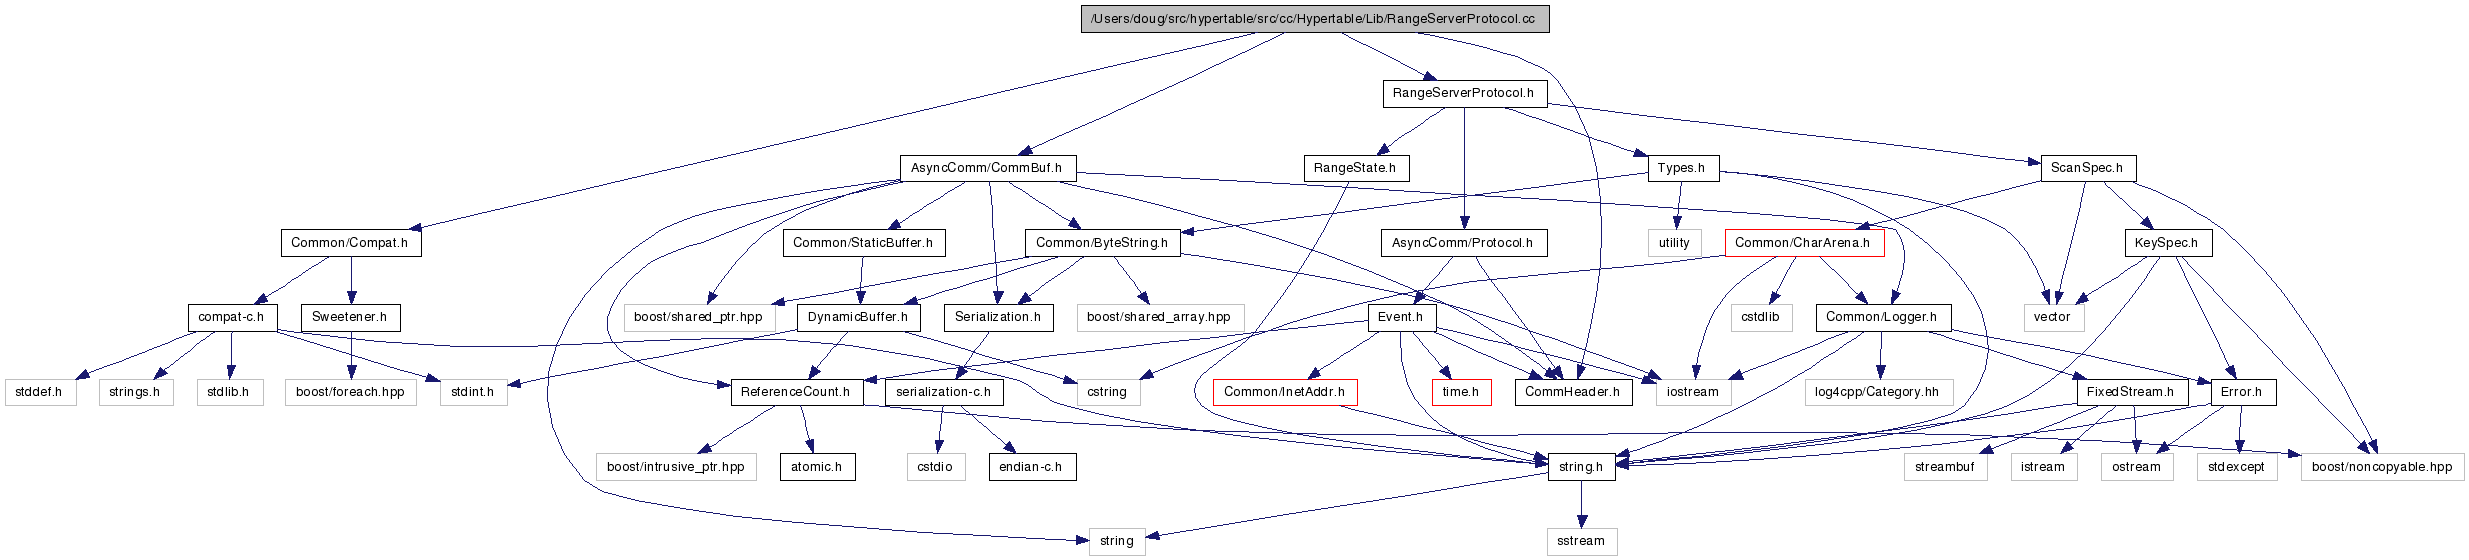 /Users/doug/src/hypertable/src/cc/Hypertable/Lib/RangeServerProtocol.cc
RangeServerProtocol.h
AsyncComm/CommBuf.h
RangeState.h
Types.h
ScanSpec.h
Common/Compat.h
Common/StaticBuffer.h
Common/ByteString.h
AsyncComm/Protocol.h
utility
Common/CharArena.h
KeySpec.h
compat-c.h
Sweetener.h
boost/shared_ptr.hpp
DynamicBuffer.h
Serialization.h
boost/shared_array.hpp
Event.h
cstdlib
Common/Logger.h
vector
stddef.h
strings.h
stdlib.h
boost/foreach.hpp
stdint.h
ReferenceCount.h
serialization-c.h
cstring
Common/InetAddr.h
time.h
CommHeader.h
iostream
log4cpp/Category.hh
FixedStream.h
Error.h
boost/intrusive_ptr.hpp
atomic.h
cstdio
endian-c.h
string.h
streambuf
istream
ostream
stdexcept
boost/noncopyable.hpp
string
sstream